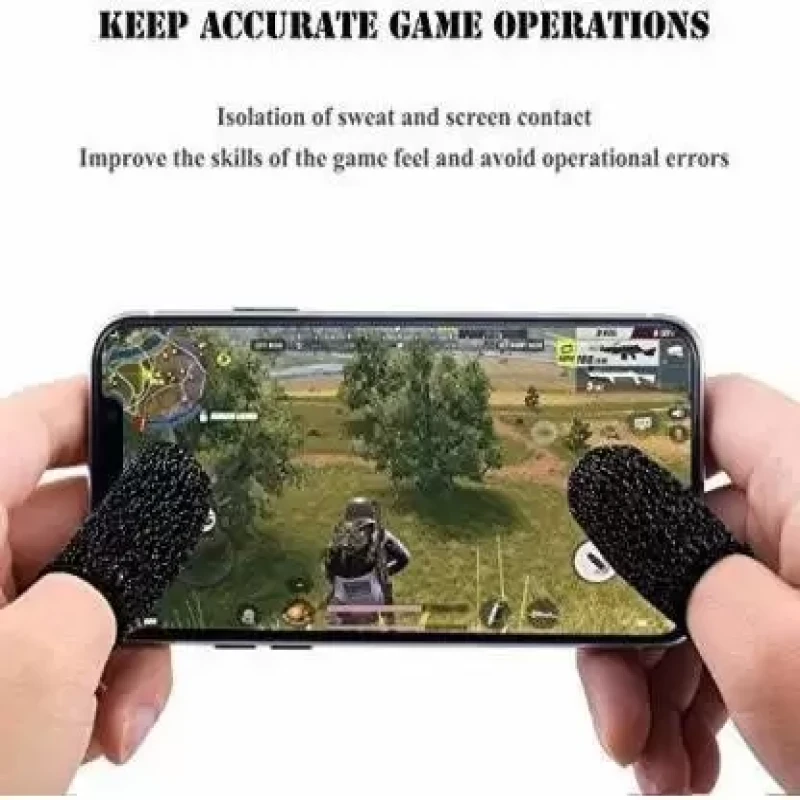 KEEP ACCURATE GAME OPERATIONS
Isolation of sweat and screen contact
Improve the skills of the game feel and avoid operational errors